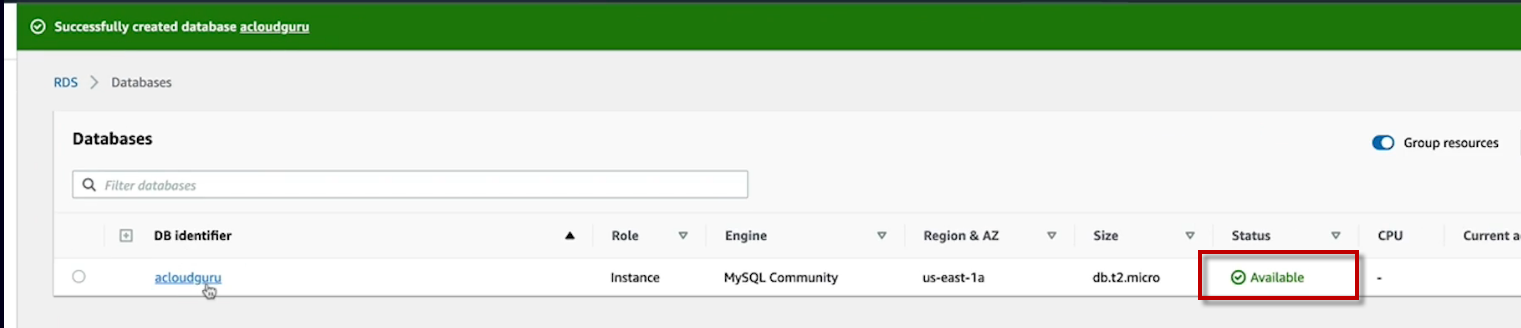 Successfully created database acloudguru
RDS > Databases
Databases
Group resources
Filter databases
DB identifier Role Engine Region & AZ Size Status CPU Current a
acloudguru Instance MySQL Community us-east-1a db.t2.micro Available -